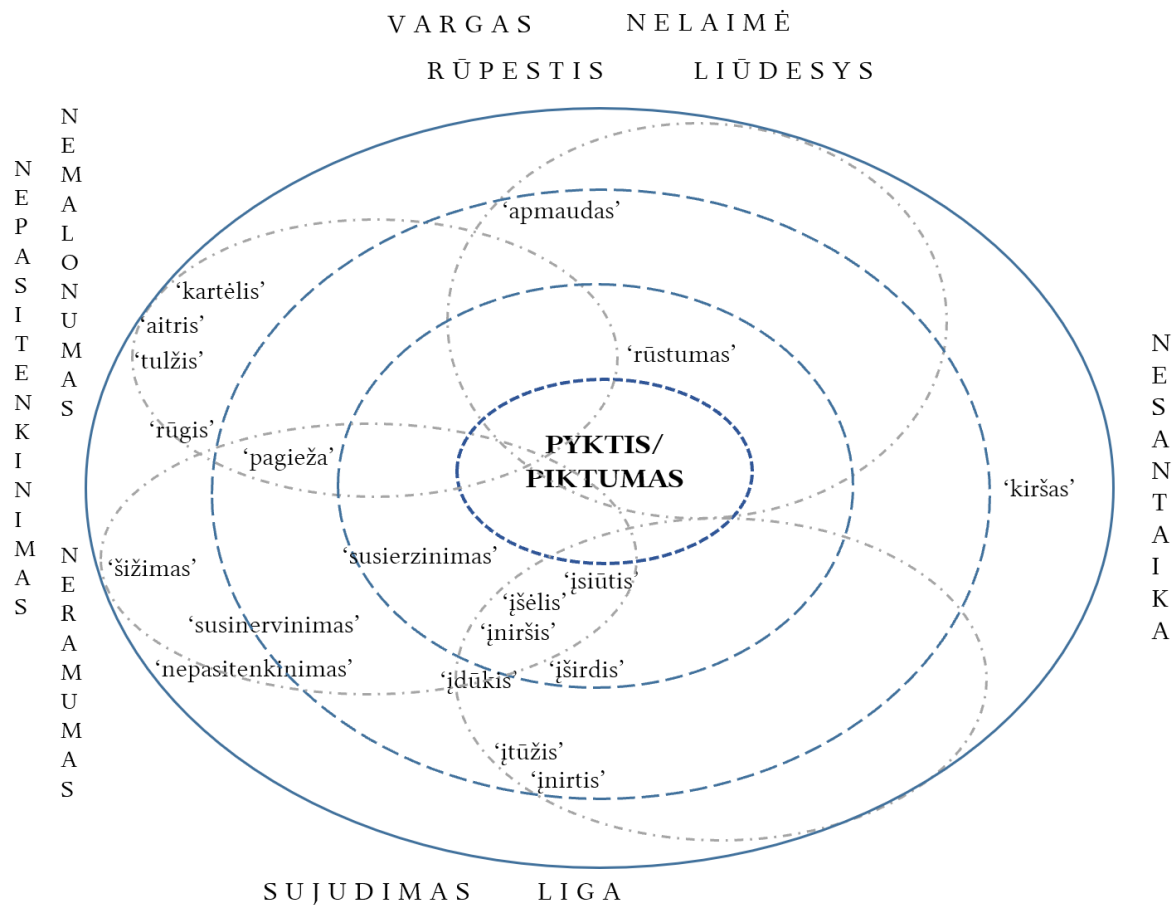 VARGAS NELAIMĖ
RŪPESTIS LIŪDESYS
NEPASITENKINIMAS
NEMALONUMAS
NERAMUMAS
‘apmaudas’
‘kartėlis’
‘aitris’
‘tulžis’
‘rūstumas’
‘rūgis’
‘pagieža’
PYKTIS/
PIKTUMAS
‘kiršas’
NESANTAIKA
‘susierzinimas’
‘šižimas’
‘įsiūtis’
‘įšėlis’
‘susinervinimas’
‘įniršis’
‘nepasitenkinimas’
‘įdūkis’
‘įširdis’
‘įtūžis’
‘įnirtis’
SUJUDIMAS LIGA